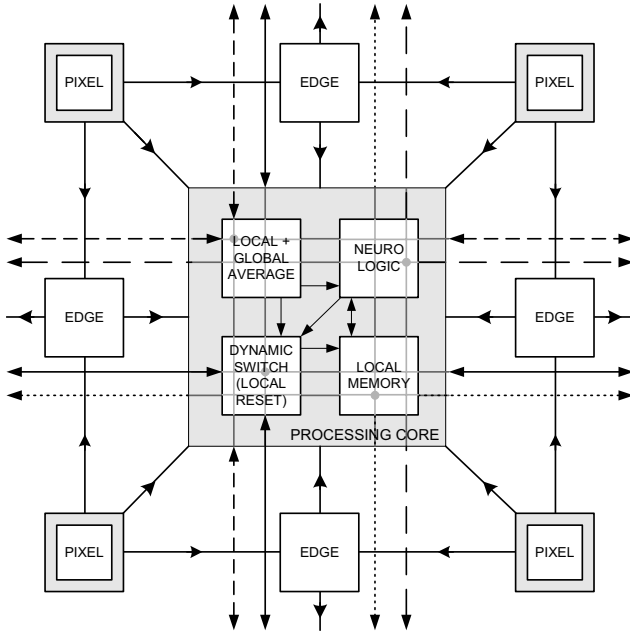 PIXEL
EDGE
PIXEL
LOCAL +
GLOBAL
AVERAGE
NEURO
LOGIC
EDGE
EDGE
DYNAMIC
SWITCH
(LOCAL
RESET)
LOCAL
MEMORY
PROCESSING CORE
PIXEL
EDGE
PIXEL